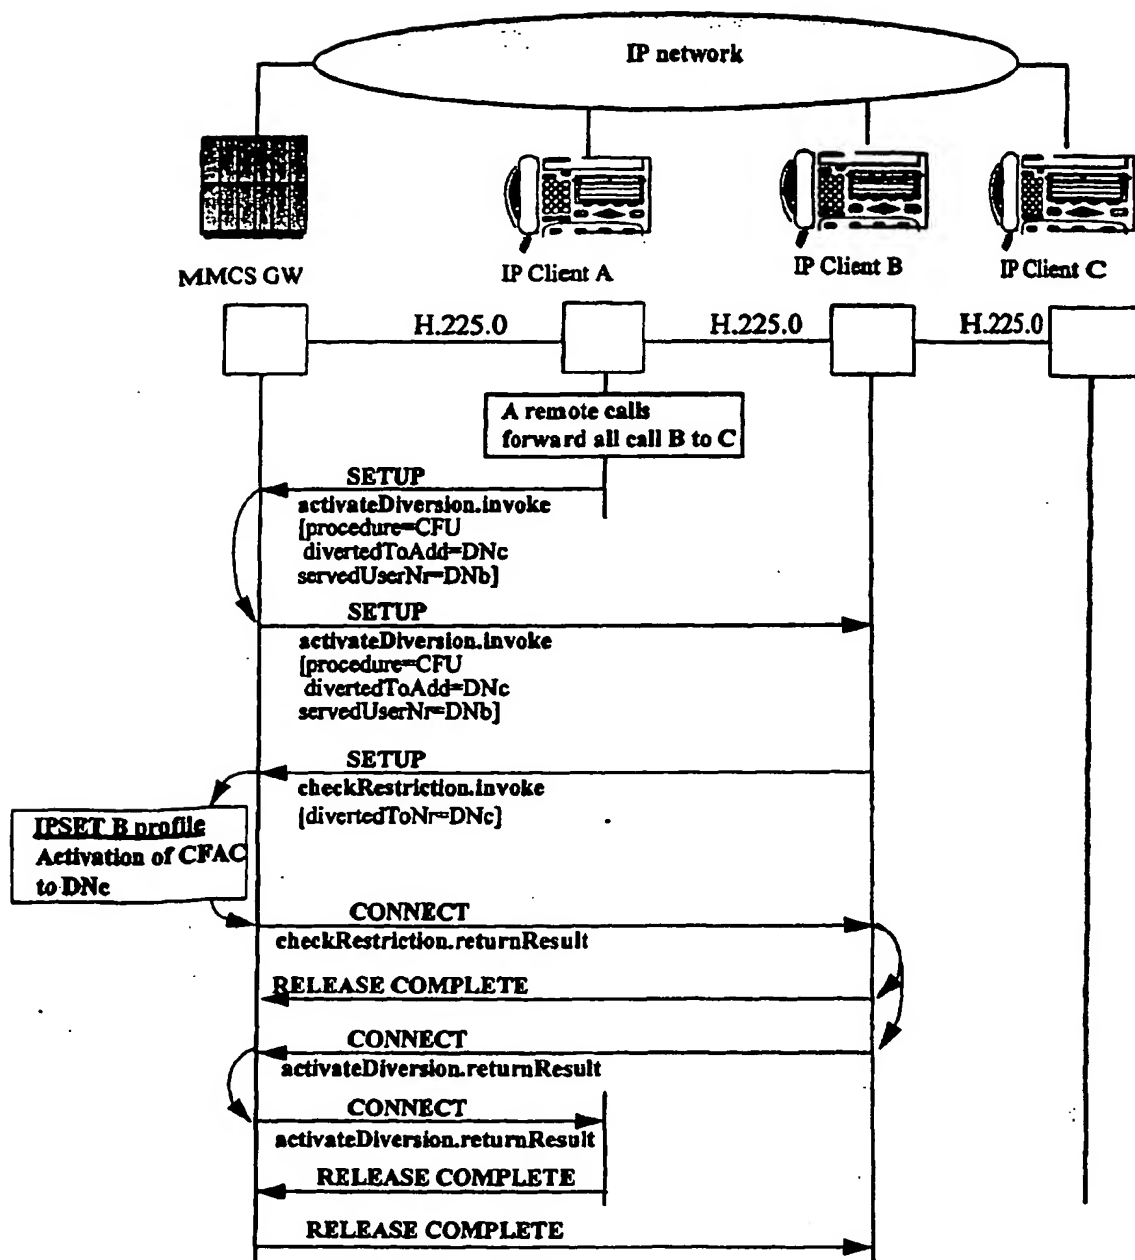 IP network
MMCS GW
IP Client A
IP Client B
IP Client C
H.225.0
H.225.0
H.225.0
A remote calls
forward all call B to C
SETUP
activateDiversion.invoke
[procedure=CFU
divertedToAdd=DNc
servedUserNr=DNb]
SETUP
activateDiversion.invoke
[procedure=CFU
divertedToAdd=DNc
servedUserNr=DNb]
SETUP
checkRestriction.invoke
[divertedToNr=DNc]
IPSET B profile
Activation of CFAC
to DNc
CONNECT
checkRestriction.returnResult
RELEASE COMPLETE
CONNECT
activateDiversion.returnResult
CONNECT
activateDiversion.returnResult
RELEASE COMPLETE
RELEASE COMPLETE